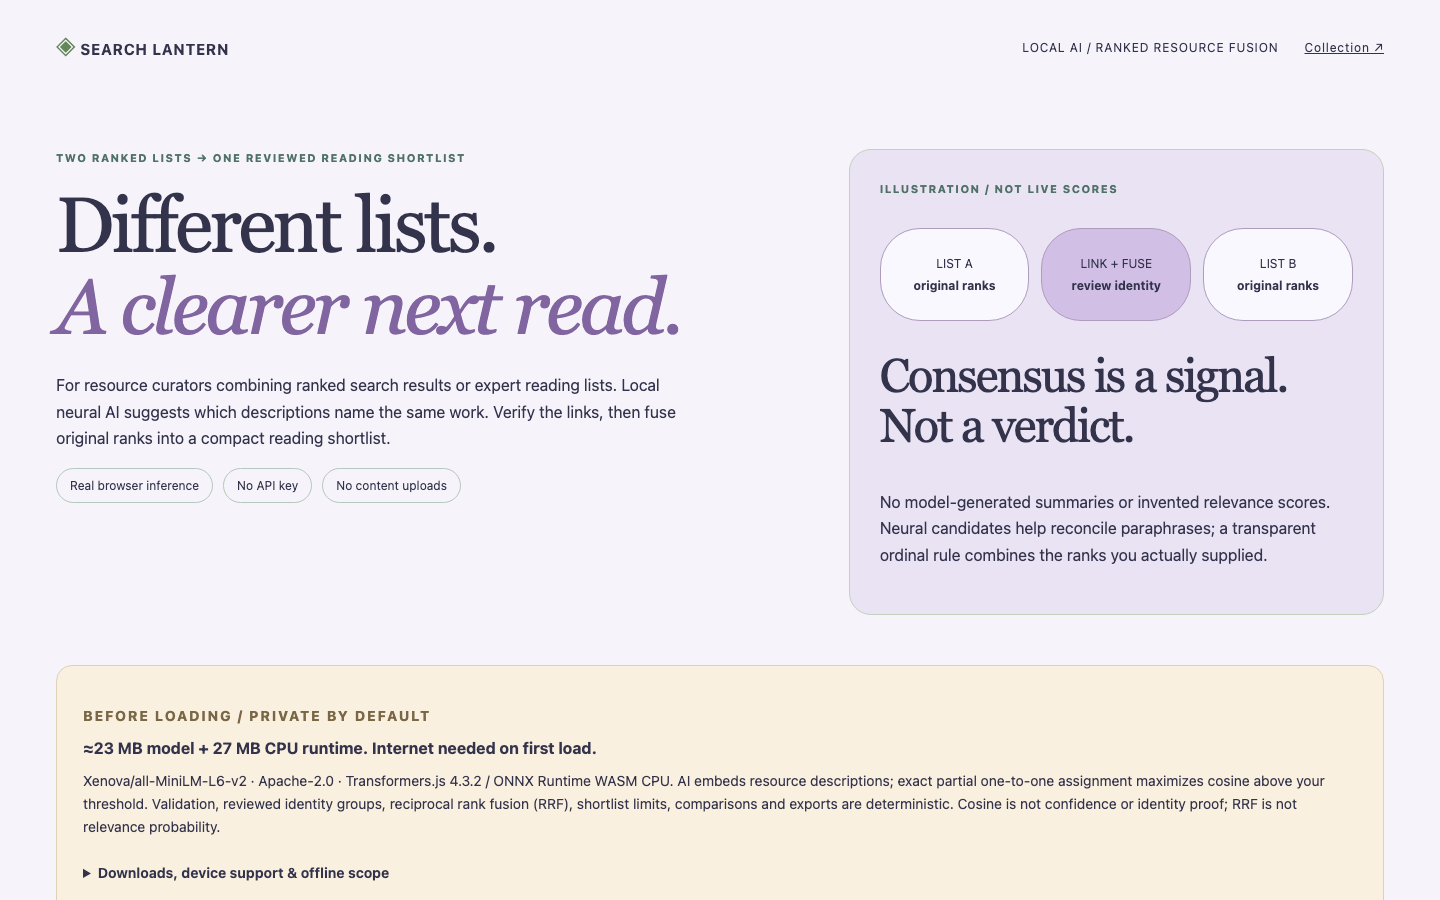 SEARCH LANTERN
LOCAL AI / RANKED RESOURCE FUSION
Collection ↗
TWO RANKED LISTS → ONE REVIEWED READING SHORTLIST
Different lists.
A clearer next read.
For resource curators combining ranked search results or expert reading lists. Local
neural AI suggests which descriptions name the same work. Verify the links, then fuse
original ranks into a compact reading shortlist.
Real browser inference
No API key
No content uploads
ILLUSTRATION / NOT LIVE SCORES
LIST A
original ranks
LINK + FUSE
review identity
LIST B
original ranks
Consensus is a signal.
Not a verdict.
No model-generated summaries or invented relevance scores.
Neural candidates help reconcile paraphrases; a transparent
ordinal rule combines the ranks you actually supplied.
BEFORE LOADING / PRIVATE BY DEFAULT
≈23 MB model + 27 MB CPU runtime. Internet needed on first load.
Xenova/all-MiniLM-L6-v2 · Apache-2.0 · Transformers.js 4.3.2 / ONNX Runtime WASM CPU. AI embeds resource descriptions; exact partial one-to-one assignment maximizes cosine above your
threshold. Validation, reviewed identity groups, reciprocal rank fusion (RRF), shortlist limits, comparisons and exports are deterministic. Cosine is not confidence or identity proof; RRF is not
relevance probability.
▶ Downloads, device support & offline scope